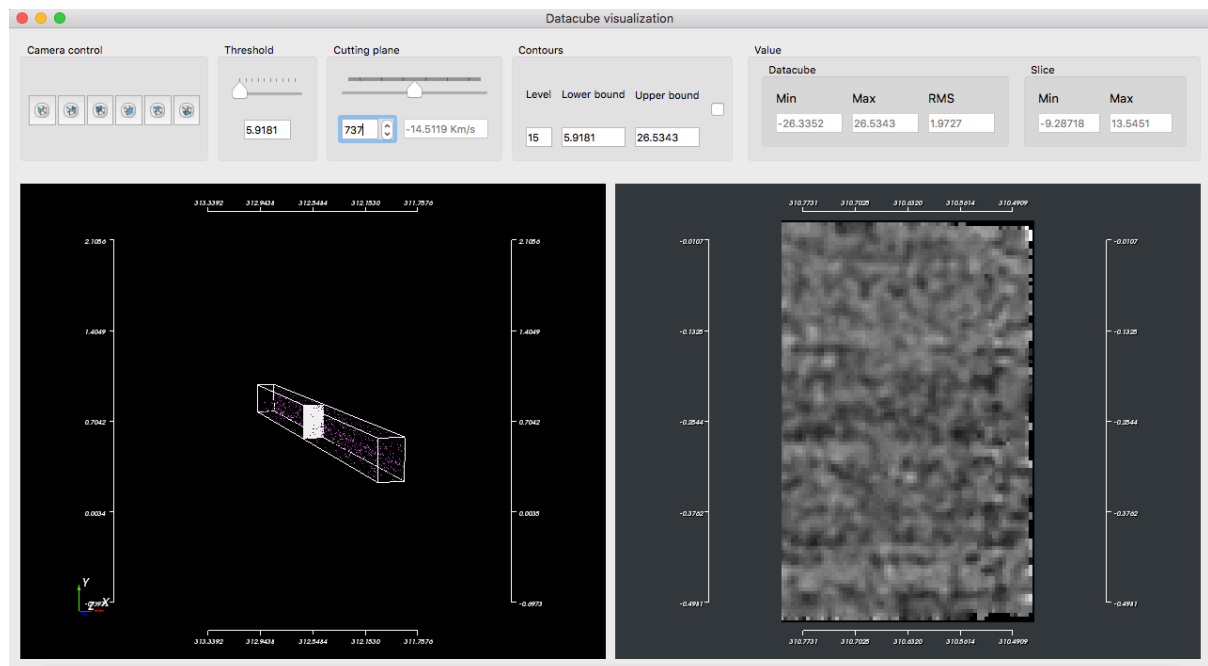 Datacube visualization
Camera control Threshold Cutting plane Contours Value
Datacube Slice
Level Lower bound Upper bound
Min Max RMS Min Max
5.9181 737 -14.5119 Km/s 15 5.9181 26.5343 -26.3352 26.5343 1.9727 -9.28718 13.5451
313.3392 312.9438 312.5484 312.1530 311.7576
2.1056 2.1056
1.4049 1.4049
0.7042 0.7042
0.0034 0.0035
Y
Z X
-0.6973
313.3392 312.9438 312.5484 312.1530 311.7576
310.7731 310.7025 310.6320 310.5614 310.4909
-0.0107 -0.0107
-0.1325 -0.1325
-0.2544 -0.2544
-0.3762 -0.3762
-0.4981 -0.4981
310.7731 310.7025 310.6320 310.5614 310.4909